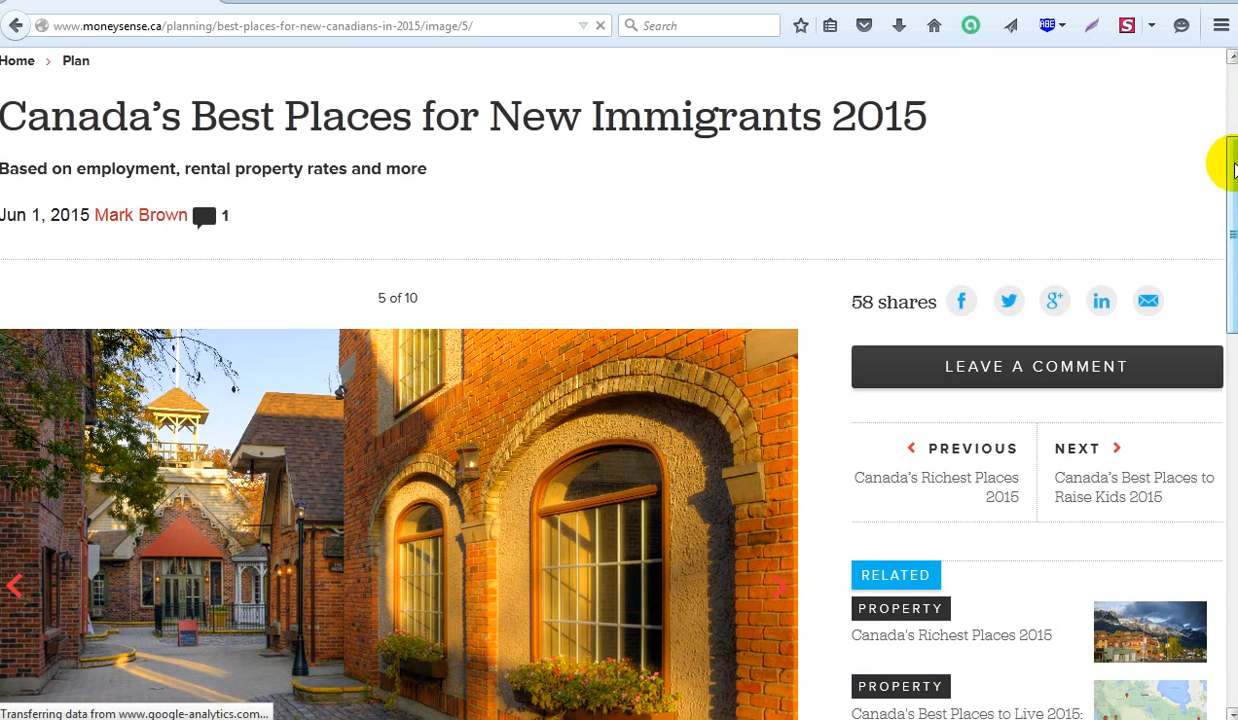 www.moneysense.ca/planning/best-places-for-new-canadians-in-2015/image/5/
Search
ABE
S
Home > Plan
Canada's Best Places for New Immigrants 2015
Based on employment, rental property rates and more
Jun 1, 2015 Mark Brown 1
5 of 10
58 shares
LEAVE A COMMENT
PREVIOUS
Canada's Richest Places
2015
NEXT
Canada's Best Places to
Raise Kids 2015
RELATED
PROPERTY
Canada's Richest Places 2015
PROPERTY
Canada's Best Places to Live 2015:
Transferring data from www.google-analytics.com...